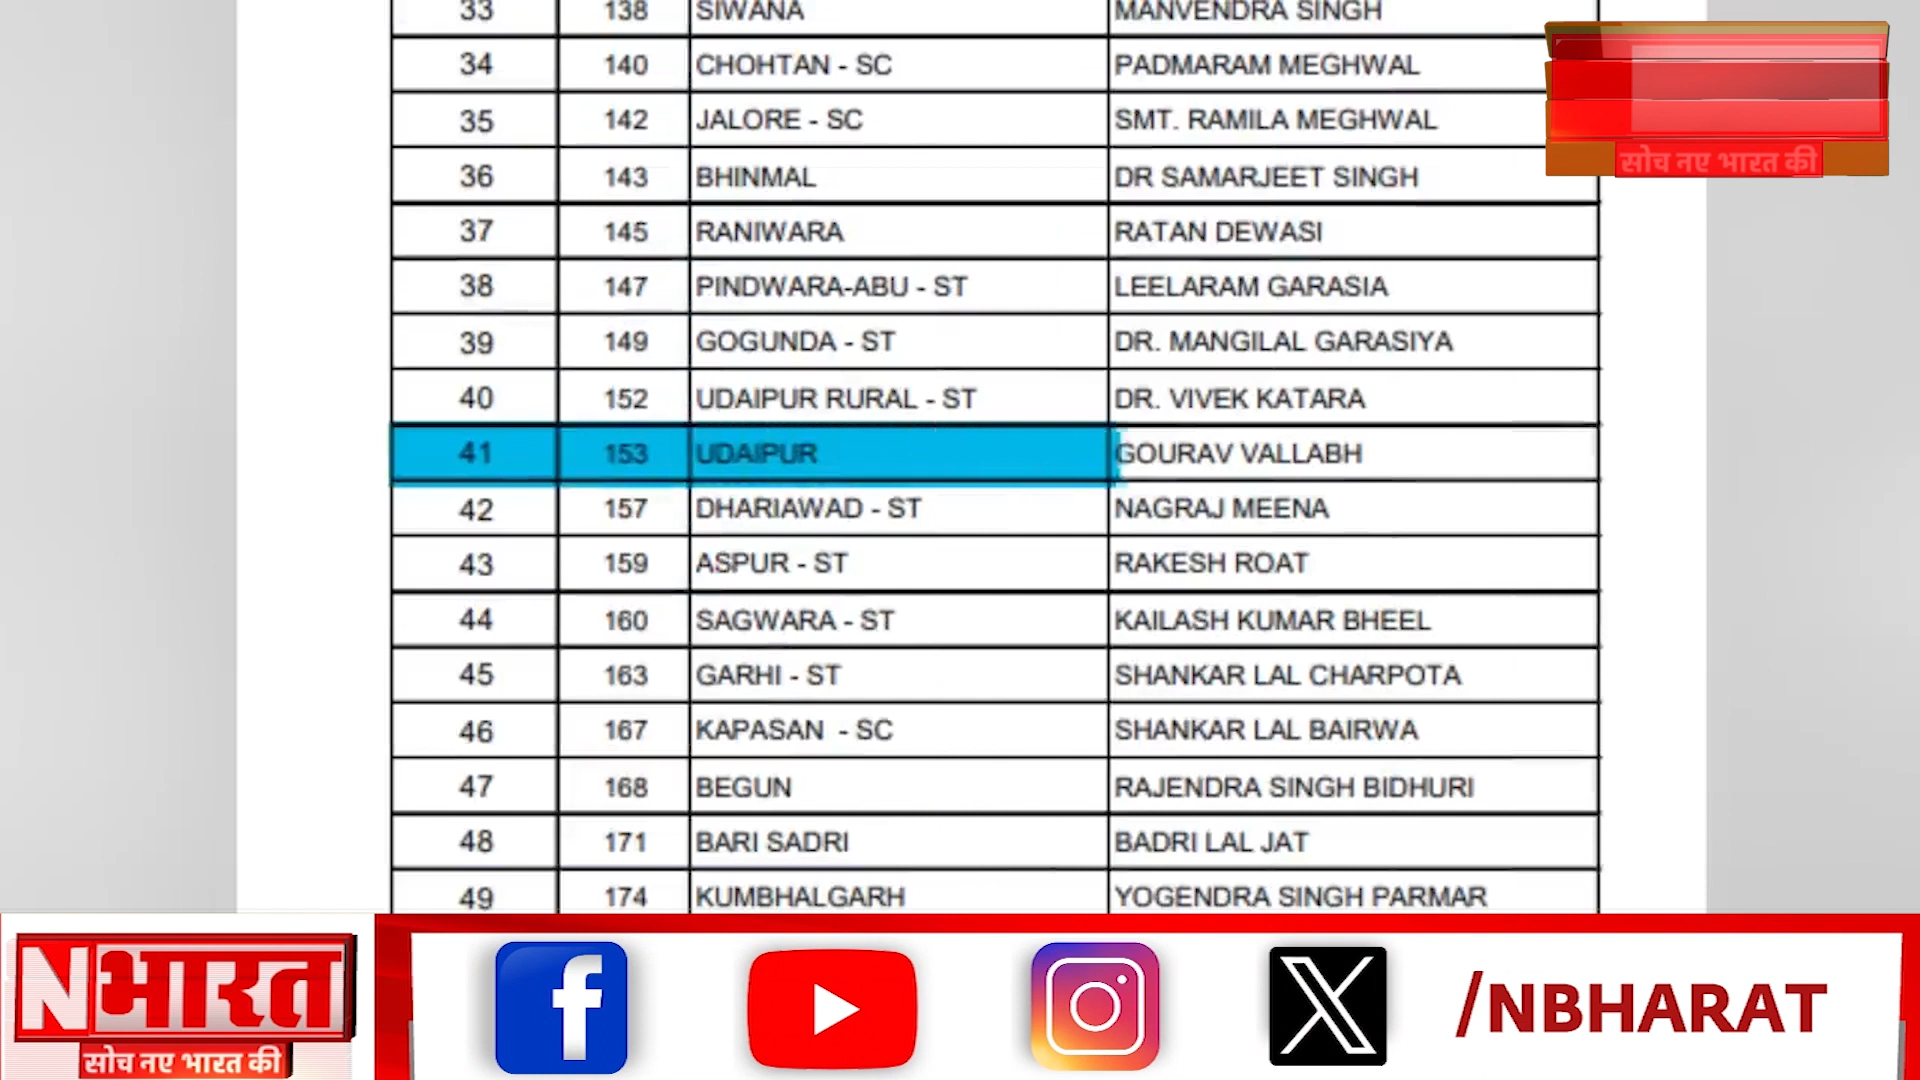 33 138 SIWANA MANVENDRA SINGH
34 140 CHOHTAN - SC PADMARAM MEGHWAL
35 142 JALORE - SC SMT. RAMILA MEGHWAL
36 143 BHINMAL DR SAMARJEET SINGH
सोच नए भारत की
37 145 RANIWARA RATAN DEWASI
38 147 PINDWARA-ABU - ST LEELARAM GARASIA
39 149 GOGUNDA - ST DR. MANGILAL GARASIYA
40 152 UDAIPUR RURAL - ST DR. VIVEK KATARA
41 153 UDAIPUR GOURAV VALLABH
42 157 DHARIAWAD - ST NAGRAJ MEENA
43 159 ASPUR - ST RAKESH ROAT
44 160 SAGWARA - ST KAILASH KUMAR BHEEL
45 163 GARHI - ST SHANKAR LAL CHARPOTA
46 167 KAPASAN - SC SHANKAR LAL BAIRWA
47 168 BEGUN RAJENDRA SINGH BIDHURI
48 171 BARI SADRI BADRI LAL JAT
49 174 KUMBHALGARH YOGENDRA SINGH PARMAR
Nभारत
सोच नए भारत की
/NBHARAT